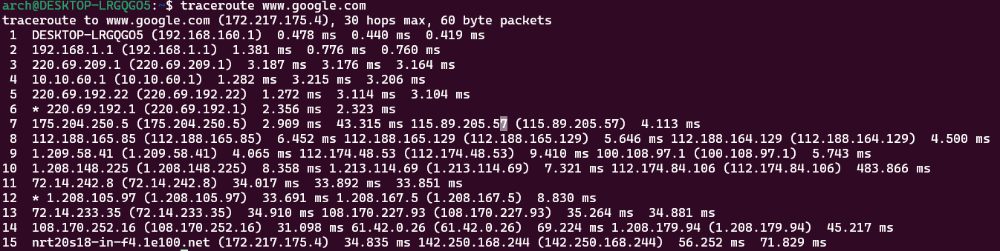 arch@DESKTOP-LRGQGO5:~$ traceroute www.google.com
traceroute to www.google.com (172.217.175.4), 30 hops max, 60 byte packets
 1  DESKTOP-LRGQGO5 (192.168.160.1)  0.478 ms  0.440 ms  0.419 ms
 2  192.168.1.1 (192.168.1.1)  1.381 ms  0.776 ms  0.760 ms
 3  220.69.209.1 (220.69.209.1)  3.187 ms  3.176 ms  3.164 ms
 4  10.10.60.1 (10.10.60.1)  1.282 ms  3.215 ms  3.206 ms
 5  220.69.192.22 (220.69.192.22)  1.272 ms  3.114 ms  3.104 ms
 6  * 220.69.192.1 (220.69.192.1)  2.356 ms  2.323 ms
 7  175.204.250.5 (175.204.250.5)  2.909 ms  43.315 ms 115.89.205.57 (115.89.205.57)  4.113 ms
 8  112.188.165.85 (112.188.165.85)  6.452 ms 112.188.165.129 (112.188.165.129)  5.646 ms 112.188.164.129 (112.188.164.129)  4.500 ms
 9  1.209.58.41 (1.209.58.41)  4.065 ms 112.174.48.53 (112.174.48.53)  9.410 ms 100.108.97.1 (100.108.97.1)  5.743 ms
10  1.208.148.225 (1.208.148.225)  8.358 ms 1.213.114.69 (1.213.114.69)  7.321 ms 112.174.84.106 (112.174.84.106)  483.866 ms
11  72.14.242.8 (72.14.242.8)  34.017 ms  33.892 ms  33.851 ms
12  * 1.208.105.97 (1.208.105.97)  33.691 ms 1.208.167.5 (1.208.167.5)  8.830 ms
13  72.14.233.35 (72.14.233.35)  34.910 ms 108.170.227.93 (108.170.227.93)  35.264 ms  34.881 ms
14  108.170.252.16 (108.170.252.16)  31.098 ms 61.42.0.26 (61.42.0.26)  69.224 ms 1.208.179.94 (1.208.179.94)  45.217 ms
15  nrt20s18-in-f4.1e100.net (172.217.175.4)  34.835 ms 142.250.168.244 (142.250.168.244)  56.252 ms  71.829 ms